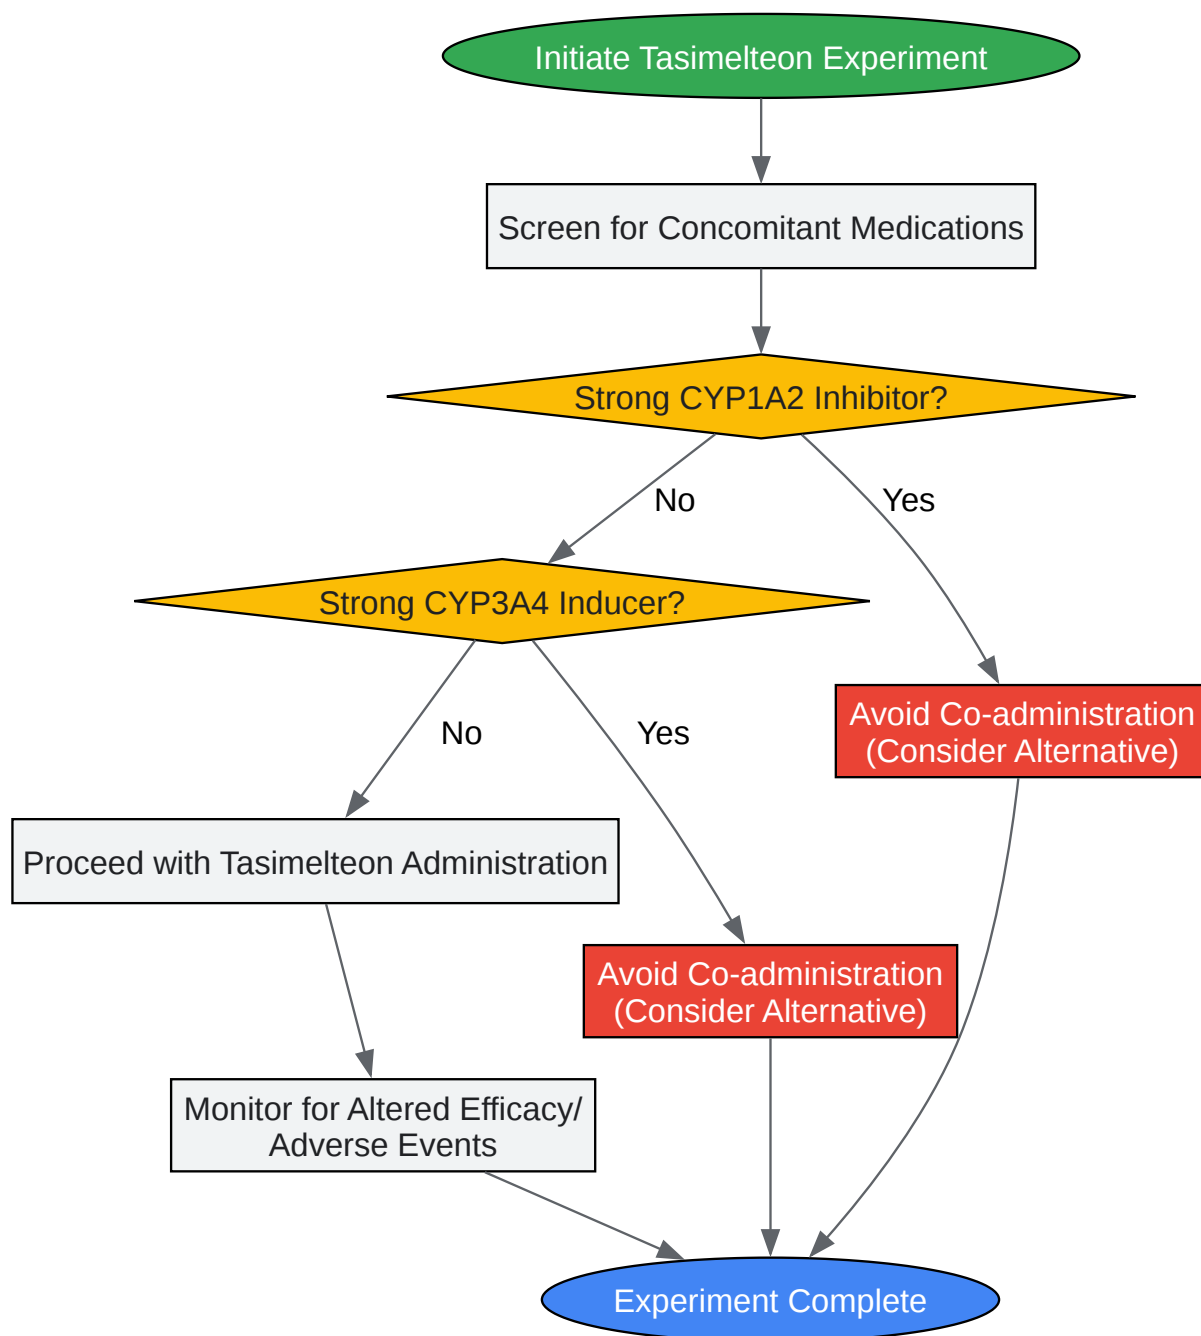 Initiate Tasimelteon Experiment
Screen for Concomitant Medications
Strong CYP1A2 Inhibitor?
No
Yes
Strong CYP3A4 Inducer?
Avoid Co-administration
(Consider Alternative)
No
Yes
Proceed with Tasimelteon Administration
Avoid Co-administration
(Consider Alternative)
Monitor for Altered Efficacy/
Adverse Events
Experiment Complete